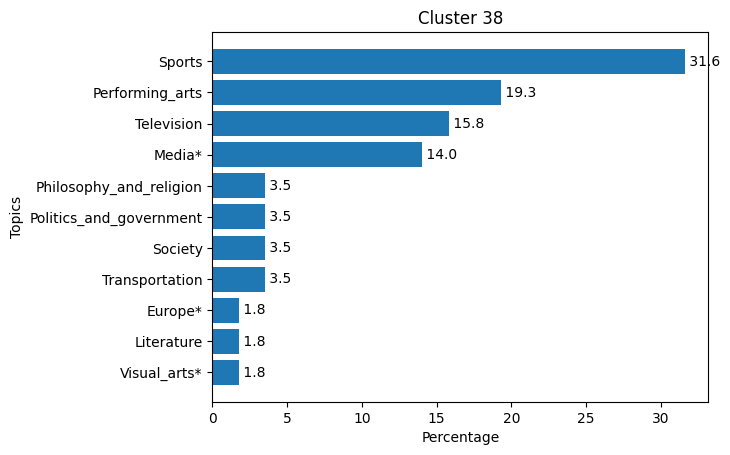 Cluster 38
Sports 31.6
Performing_arts 19.3
Television 15.8
Media* 14.0
Philosophy_and_religion 3.5
Politics_and_government 3.5
Society 3.5
Transportation 3.5
Europe* 1.8
Literature 1.8
Visual_arts* 1.8
Topics
0 5 10 15 20 25 30
Percentage